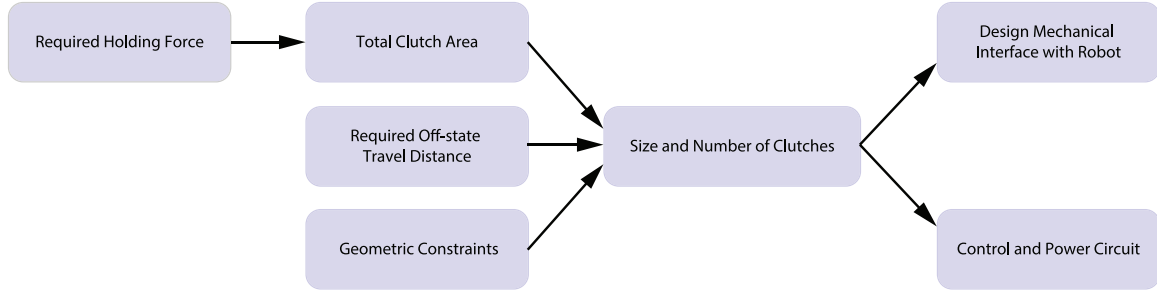 Required Holding Force
Total Clutch Area
Required Off-state
Travel Distance
Geometric Constraints
Size and Number of Clutches
Design Mechanical
Interface with Robot
Control and Power Circuit